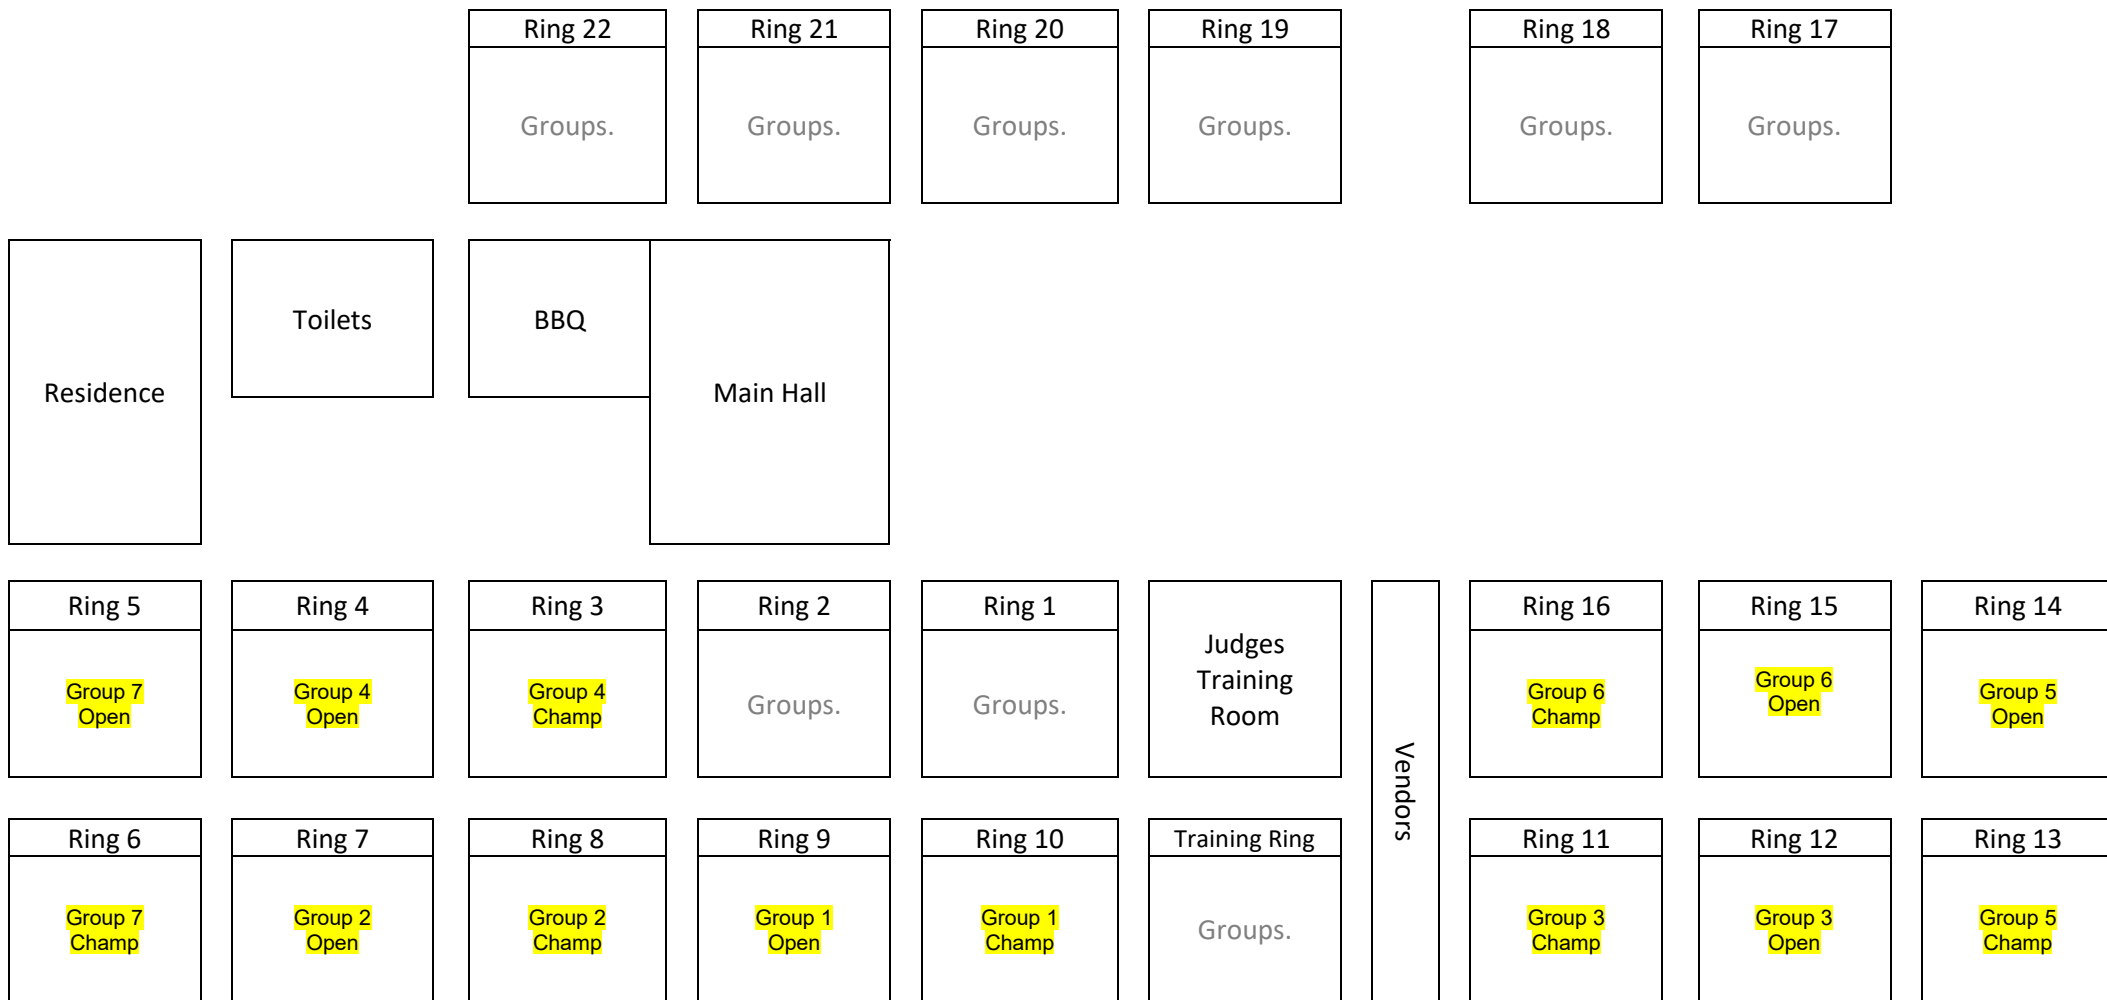 Ring 22
Ring 21
Ring 20
Ring 19
Ring 18
Ring 17
Groups.
Groups.
Groups.
Groups.
Groups.
Groups.
Residence
Toilets
BBQ
Main Hall
Ring 5
Ring 4
Ring 3
Ring 2
Ring 1
Judges
Training
Room
Vendors
Ring 16
Ring 15
Ring 14
Group 7
Open
Group 4
Open
Group 4
Champ
Groups.
Groups.
Group 6
Champ
Group 6
Open
Group 5
Open
Ring 6
Ring 7
Ring 8
Ring 9
Ring 10
Training Ring
Ring 11
Ring 12
Ring 13
Group 7
Champ
Group 2
Open
Group 2
Champ
Group 1
Open
Group 1
Champ
Groups.
Group 3
Champ
Group 3
Open
Group 5
Champ